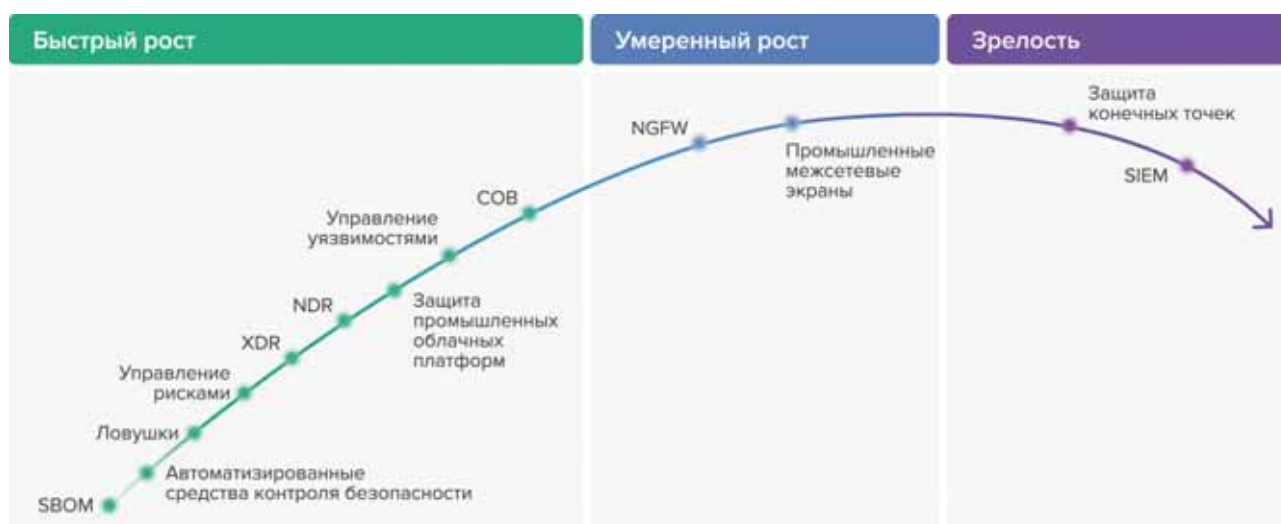 Быстрый рост
Умеренный рост
Зрелость
Защита
конечных точек
NGFW
Промышленные
межсетевые
экраны
SIEM
СОВ
Управление
уязвимостями
NDR
Защита
промышленных
облачных
платформ
XDR
Управление
рисками
Ловушки
Автоматизированные
средства контроля безопасности
SBOM